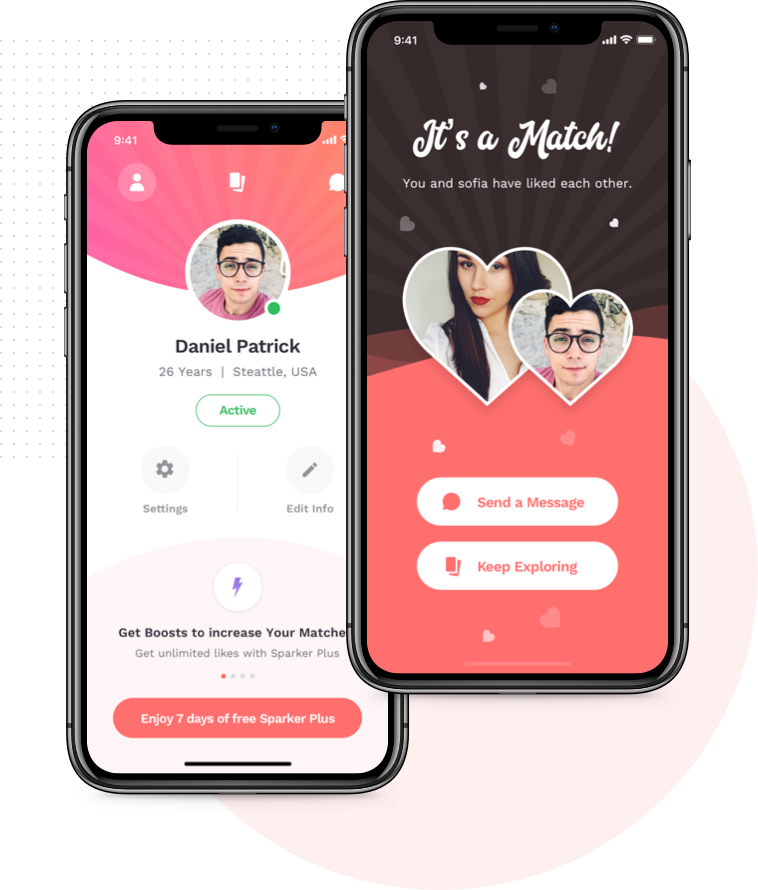 9:41
Daniel Patrick
26 Years | Steattle, USA
Active
Settings
Edit Info
Get Boosts to increase Your Matche
Get unlimited likes with Sparker Plus
Enjoy 7 days of free Sparker Plus
9:41
It's a Match!
You and sofia have liked each other.
Send a Message
Keep Exploring